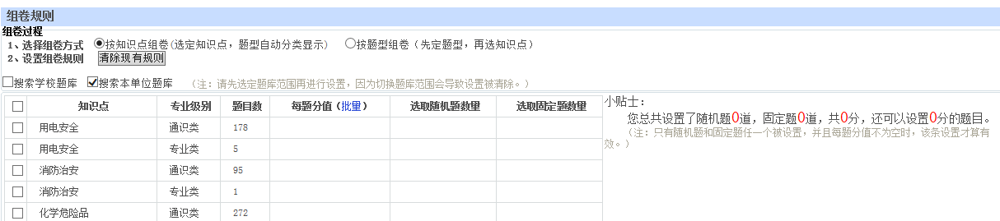 组卷规则
组卷过程
1、选择组卷方式 按知识点组卷(选定知识点，题型自动分类显示) 按题型组卷（先定题型，再选知识点）
2、设置组卷规则 清除现有规则
搜索学校题库 搜索本单位题库 （注：请先选定题库范围再进行设置，因为切换题库范围会导致设置被清除。）
知识点 专业级别 题目数 每题分值（批量） 选取随机题数量 选取固定题数量
用电安全 通识类 178
用电安全 专业类 5
消防治安 通识类 95
消防治安 专业类 1
化学危险品 通识类 272
小贴士：
您总共设置了随机题0道，固定题0道，共0分，还可以设置0分的题目。
（注：只有随机题和固定题任一个被设置，并且每题分值不为空时，该条设置才算有
效。）